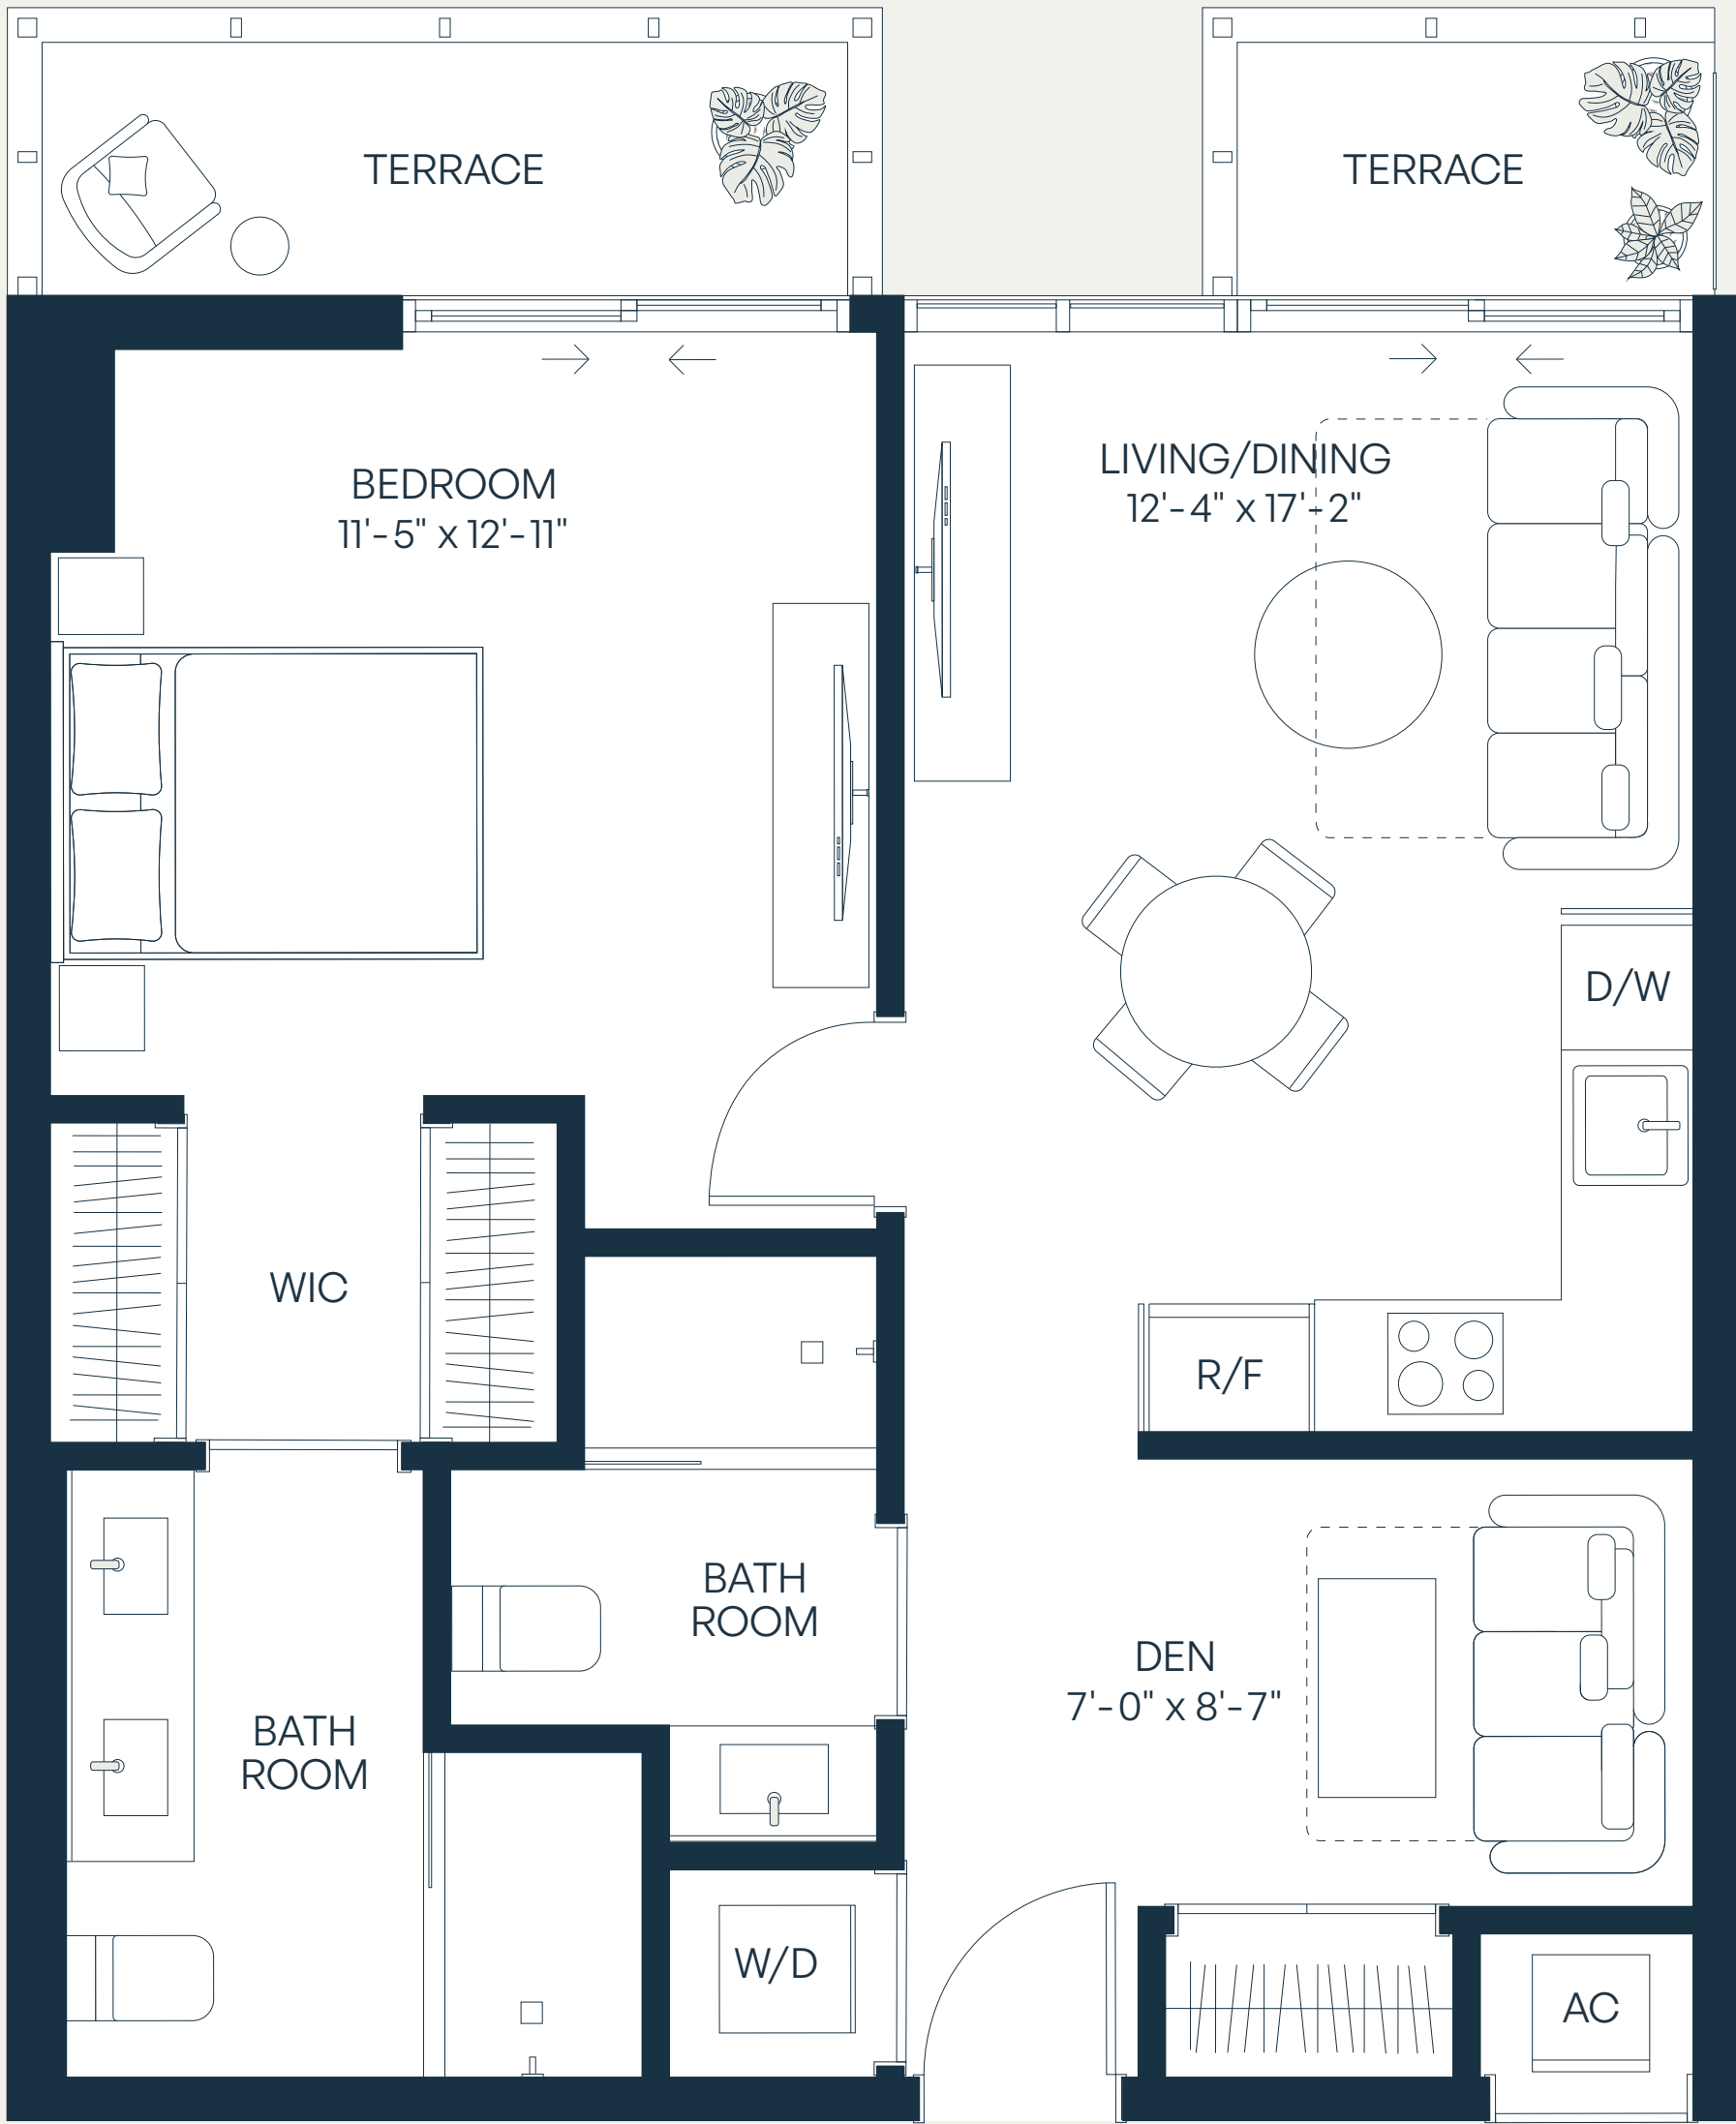 TERRACE
TERRACE
BEDROOM
11'-5" X 12'-11"
LIVING/DINING
12'-4" X 17'-2"
D/W
WIC
R/F
BATH
ROOM
DEN
7'-0" X 8'-7"
BATH
ROOM
W/D
AC